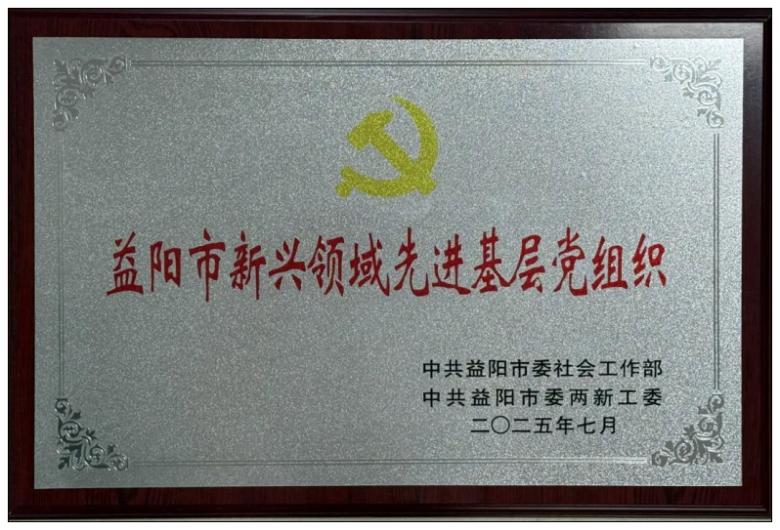 益阳市新兴领域先进基层党组织
中共益阳市委社会工作部
中共益阳市委两新工委
二〇二五年七月